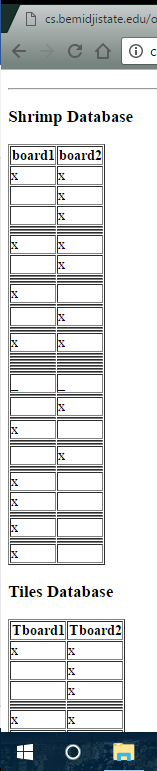 cs.bemidjistate.edu/o
c
Shrimp Database
board1 board2
x x
x
x
x x
x
x
x
x x
_ _
x
x
x
x
x
x
x
Tiles Database
Tboard1 Tboard2
x x
x
x
x x